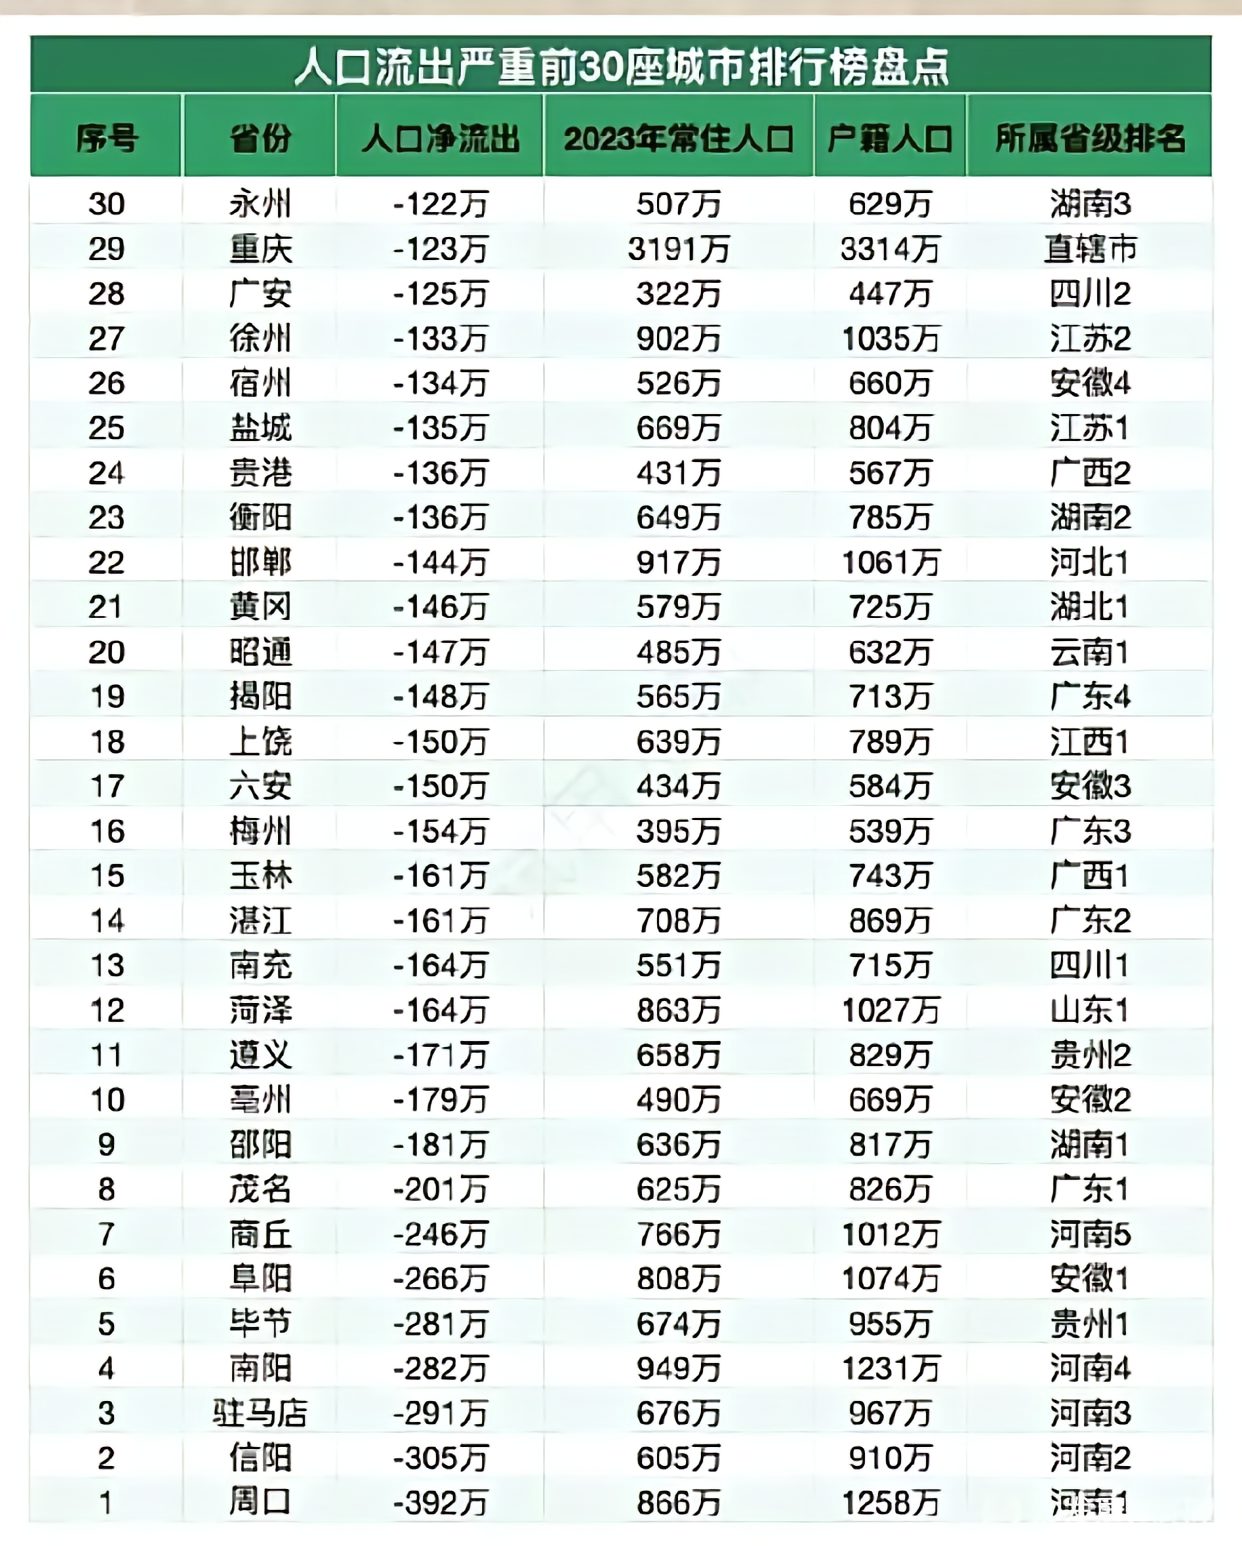 人口流出严重前30座城市排行榜盘点
序号 省份 人口净流出 2023年常住人口 户籍人口 所属省级排名
30 永州 -122万 507万 629万 湖南3
29 重庆 -123万 3191万 3314万 直辖市
28 广安 -125万 322万 447万 四川2
27 徐州 -133万 902万 1035万 江苏2
26 宿州 -134万 526万 660万 安徽4
25 盐城 -135万 669万 804万 江苏1
24 贵港 -136万 431万 567万 广西2
23 衡阳 -136万 649万 785万 湖南2
22 邯郸 -144万 917万 1061万 河北1
21 黄冈 -146万 579万 725万 湖北1
20 昭通 -147万 485万 632万 云南1
19 揭阳 -148万 565万 713万 广东4
18 上饶 -150万 639万 789万 江西1
17 六安 -150万 434万 584万 安徽3
16 梅州 -154万 395万 539万 广东3
15 玉林 -161万 582万 743万 广西1
14 湛江 -161万 708万 869万 广东2
13 南充 -164万 551万 715万 四川1
12 菏泽 -164万 863万 1027万 山东1
11 遵义 -171万 658万 829万 贵州2
10 亳州 -179万 490万 669万 安徽2
9 邵阳 -181万 636万 817万 湖南1
8 茂名 -201万 625万 826万 广东1
7 商丘 -246万 766万 1012万 河南5
6 阜阳 -266万 808万 1074万 安徽1
5 毕节 -281万 674万 955万 贵州1
4 南阳 -282万 949万 1231万 河南4
3 驻马店 -291万 676万 967万 河南3
2 信阳 -305万 605万 910万 河南2
1 周口 -392万 866万 1258万 河南1